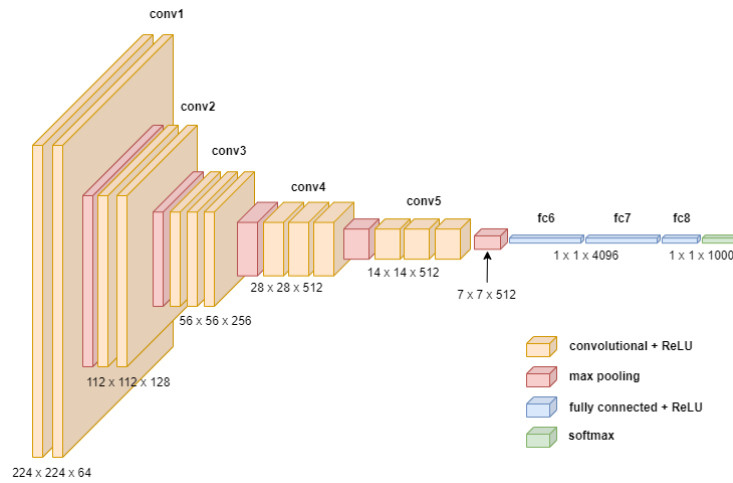 conv1
conv2
conv3
conv4
conv5
fc6
fc7
fc8
1 x 1 x 4096
1 x 1 x 1000
14 x 14 x 512
28 x 28 x 512
7 x 7 x 512
56 x 56 x 256
112 x 112 x 128
224 x 224 x 64
convolutional + ReLU
max pooling
fully connected + ReLU
softmax